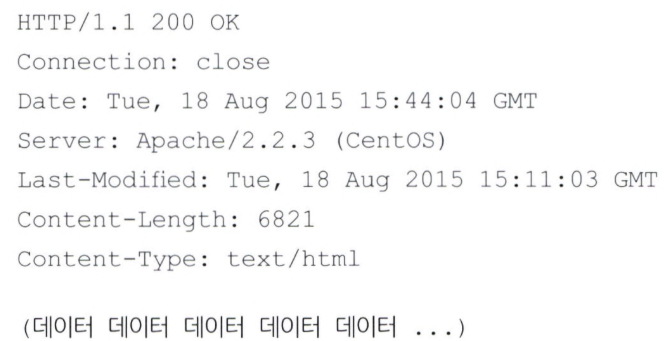 HTTP/1.1 200 OK
Connection: close
Date: Tue, 18 Aug 2015 15:44:04 GMT
Server: Apache/2.2.3 (CentOS)
Last-Modified: Tue, 18 Aug 2015 15:11:03 GMT
Content-Length: 6821
Content-Type: text/html
(데이터 데이터 데이터 데이터 데이터 ...)